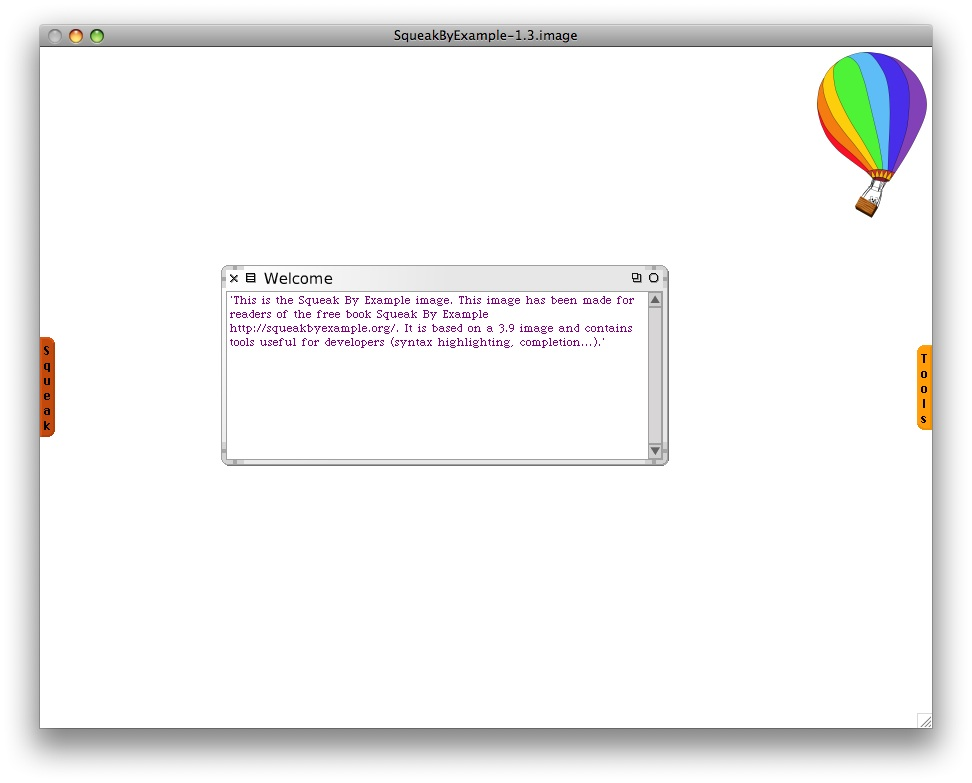 SqueakByExample-1.3.image
Welcome
'This is the Squeak By Example image. This image has been made for
readers of the free book Squeak By Example
http://squeakbyexample.org/. It is based on a 3.9 image and contains
tools useful for developers (syntax highlighting, completion...).'
Squeak
Tools